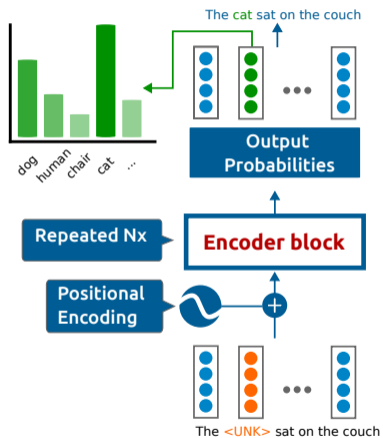 The cat sat on the couch
dog
human
chair
cat
...
Output
Probabilities
Repeated Nx
Encoder block
Positional
Encoding
The <UNK> sat on the couch